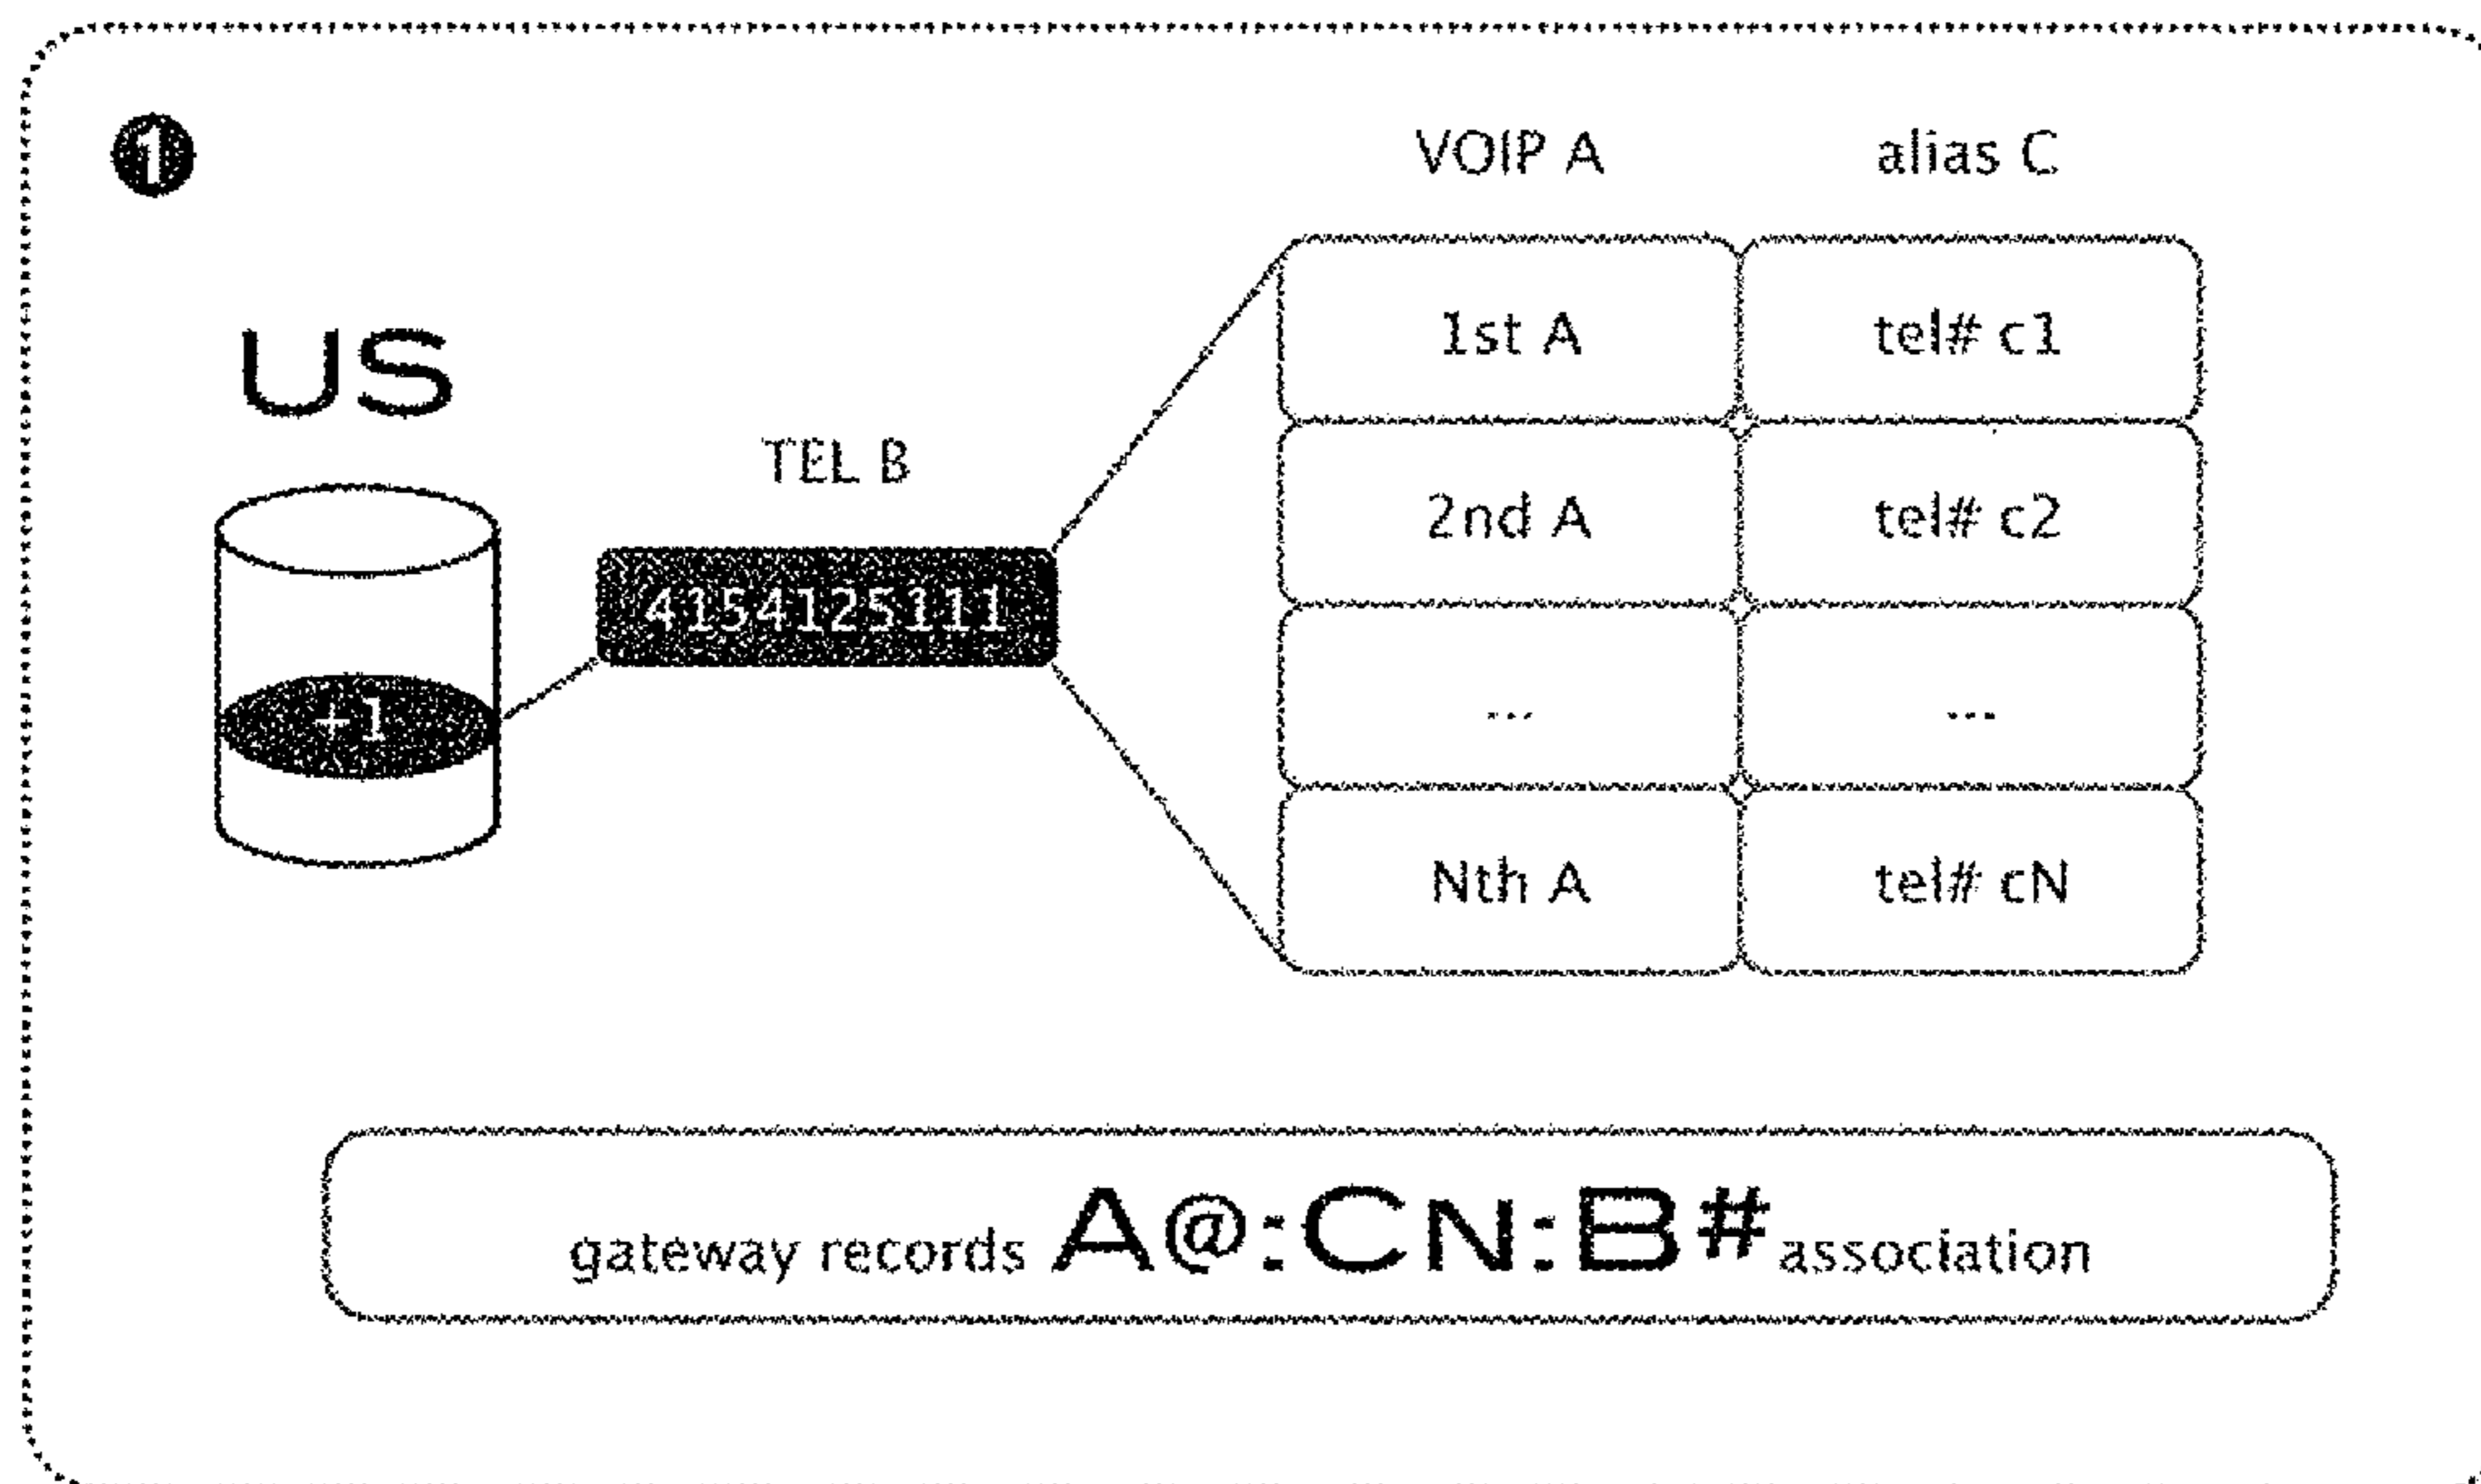 1
VOIP A alias C
US
1st A tel# c1
TEL B
2nd A tel# c2
4154125111
+1
... ...
Nth A tel# cN
gateway records A@:CN:B# association